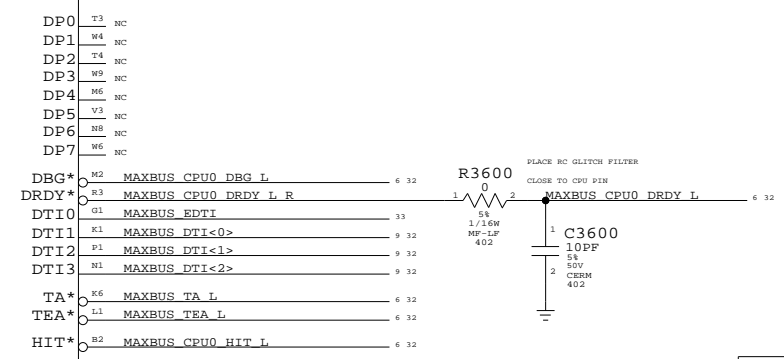 DP0 T3 NC
DP1 W4 NC
DP2 T4 NC
DP3 W9 NC
DP4 M6 NC
DP5 V3 NC
DP6 N8 NC
DP7 W6 NC
PLACE RC GLITCH FILTER
CLOSE TO CPU PIN
DBG* M2 MAXBUS_CPU0_DBG_L 6 32
R3600
0
DRDY* R3 MAXBUS_CPU0_DRDY_L_R 1 2 MAXBUS_CPU0_DRDY_L 6 32
5%
1/16W
MF-LF
402
DTI0 G1 MAXBUS_EDTI 33
DTI1 K1 MAXBUS_DTI<0> 9 32
DTI2 P1 MAXBUS_DTI<1> 9 32
DTI3 N1 MAXBUS_DTI<2> 9 32
1 C3600
10PF
5%
50V
2 CERM
402
TA* K6 MAXBUS_TA_L 6 32
TEA* L1 MAXBUS_TEA_L 6 32
HIT* B2 MAXBUS_CPU0_HIT_L 6 32